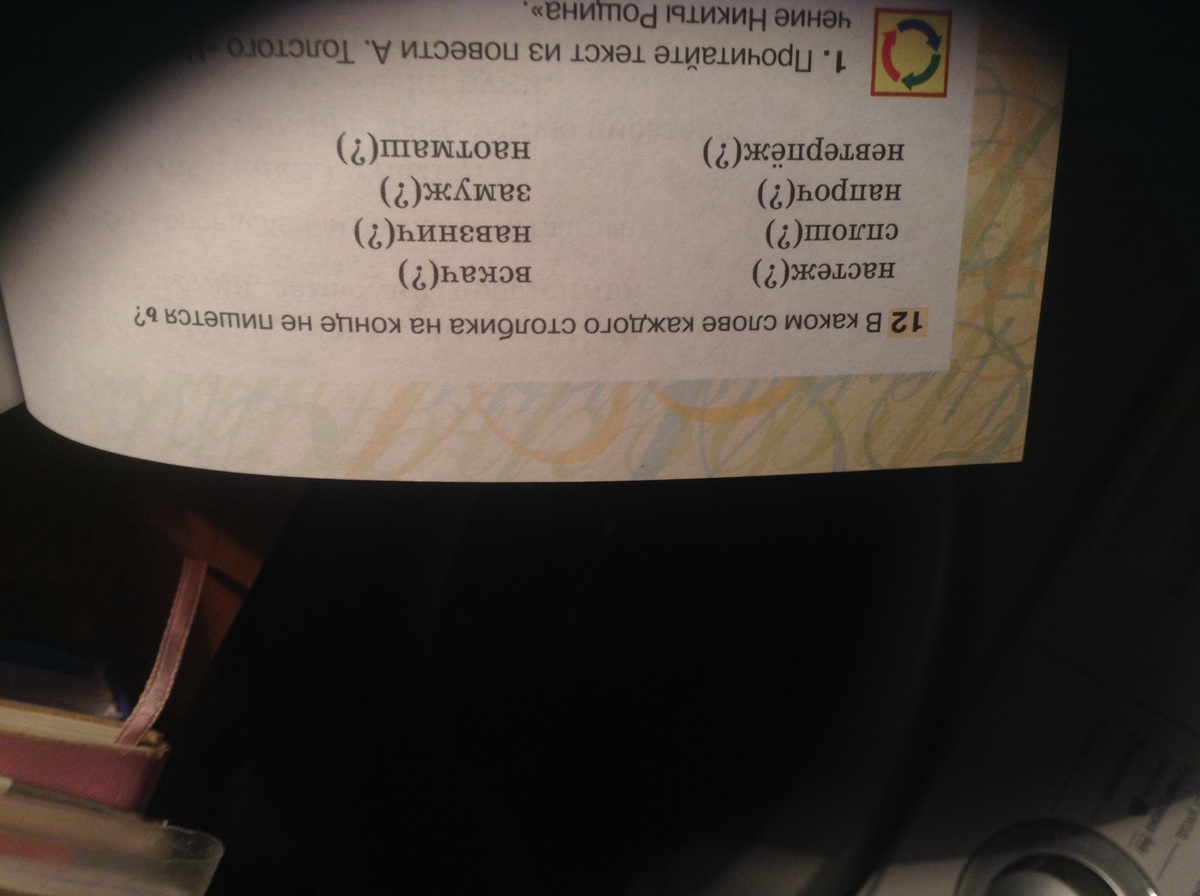 12 В каком слове каждого столбика на конце не пишется ь?
настеж(?) вскач(?)
сплош(?) навзнич(?)
напроч(?) замуж(?)
невтерпёж(?) наотмаш(?)
1. Прочитайте текст из повести А. Толстого
чение Никиты Рощина».